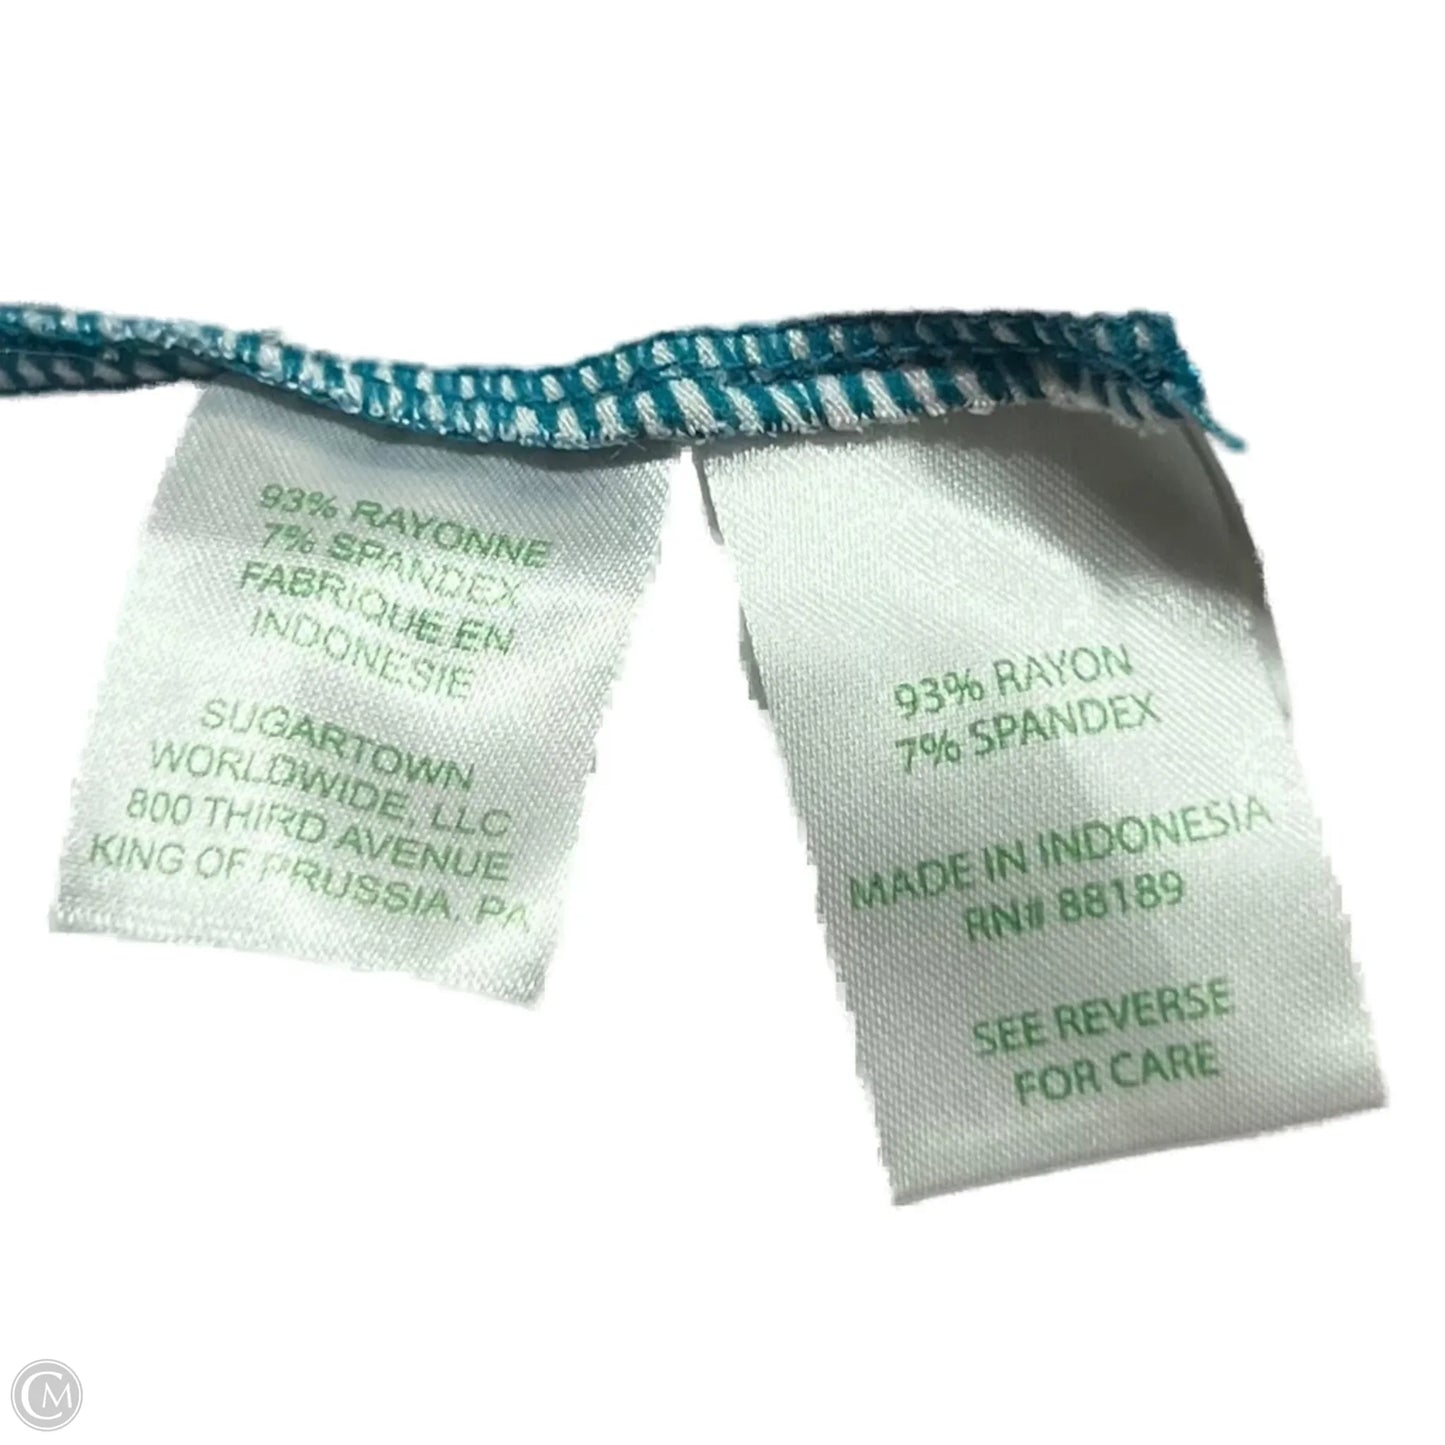 93% RAYONNE
7% SPANDEX
FABRIQUE EN
INDONESIE
SUGARTOWN
WORLDWIDE, LLC
800 THIRD AVENUE
KING OF PRUSSIA, PA
93% RAYON
7% SPANDEX
MADE IN INDONESIA
RN# 88189
SEE REVERSE
FOR CARE
CM